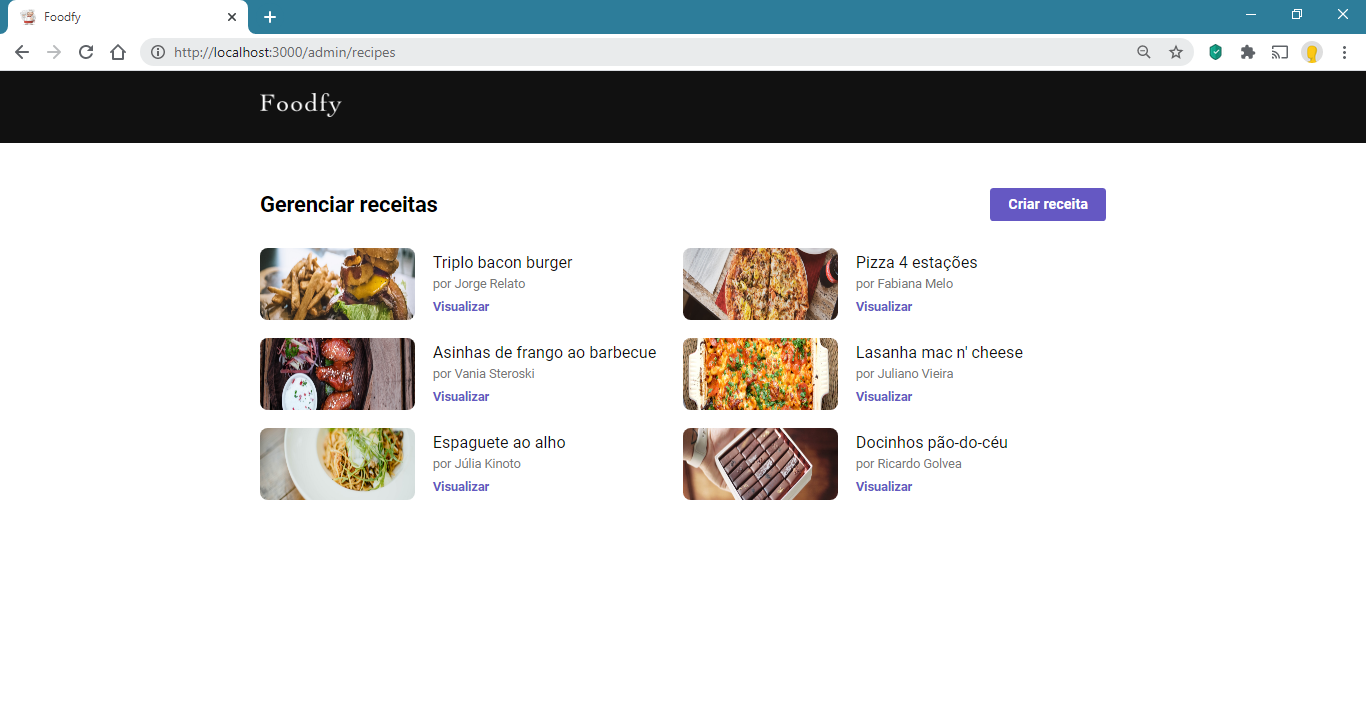 Foodfy
http://localhost:3000/admin/recipes
Foodfy
Gerenciar receitas
Criar receita
Triplo bacon burger
por Jorge Relato
Visualizar
Pizza 4 estações
por Fabiana Melo
Visualizar
Asinhas de frango ao barbecue
por Vania Steroski
Visualizar
Lasanha mac n' cheese
por Juliano Vieira
Visualizar
Espaguete ao alho
por Júlia Kinoto
Visualizar
Docinhos pão-do-céu
por Ricardo Golvea
Visualizar